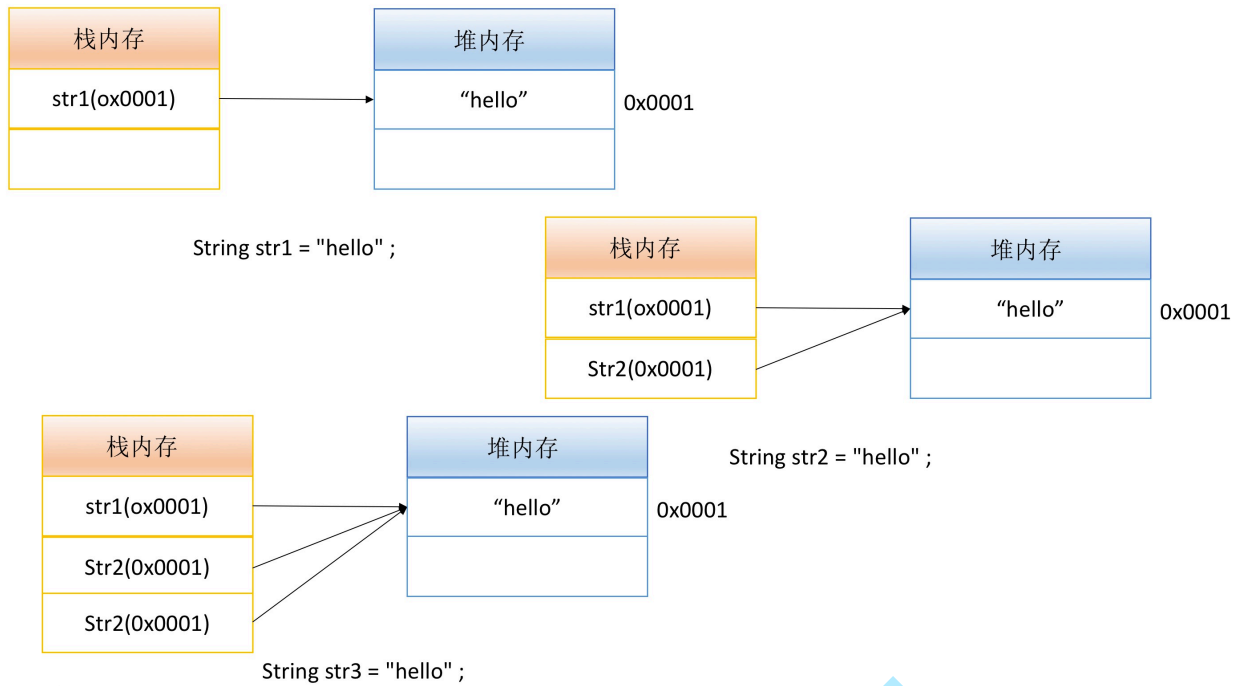 栈内存
堆内存
str1(ox0001)
“hello”
0x0001
String str1 = "hello" ;
栈内存
堆内存
str1(ox0001)
“hello”
0x0001
Str2(0x0001)
String str2 = "hello" ;
栈内存
堆内存
str1(ox0001)
“hello”
0x0001
Str2(0x0001)
Str2(0x0001)
String str3 = "hello" ;